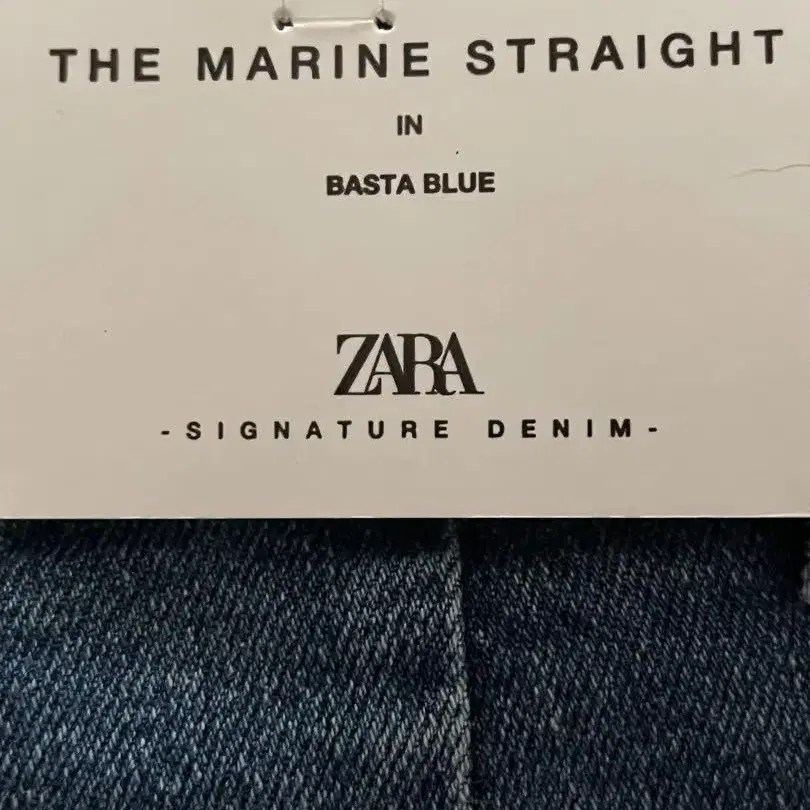 THE MARINE STRAIGHT
IN
BASTA BLUE
ZARA
- SIGNATURE DENIM -